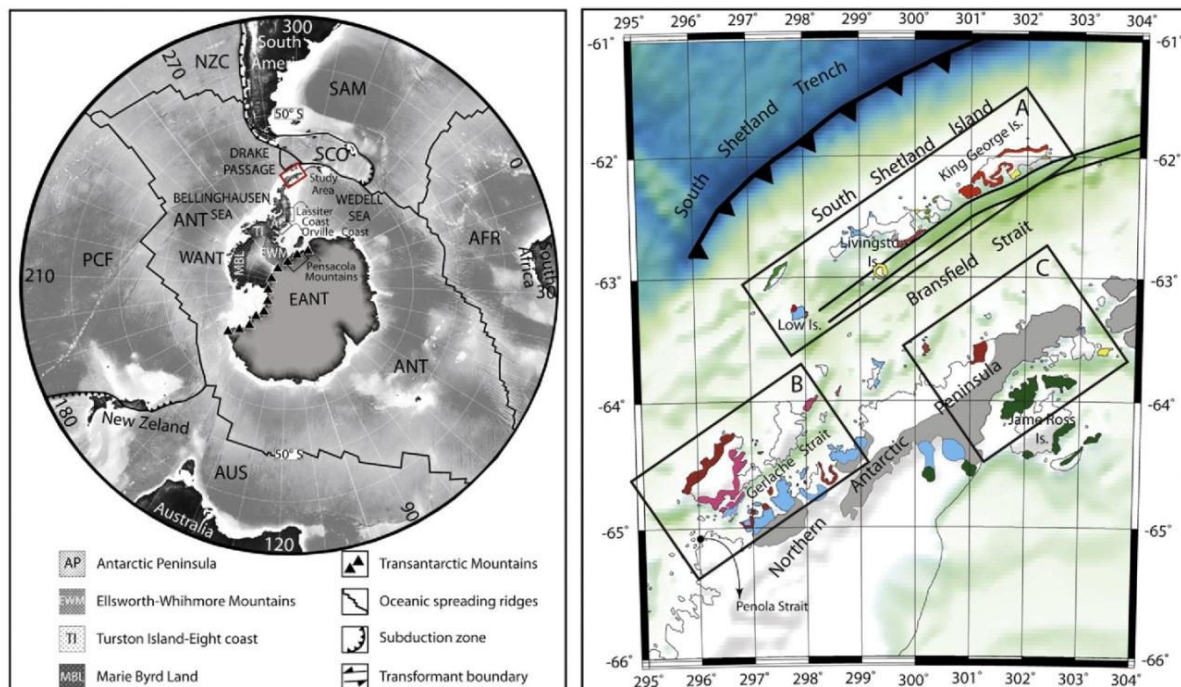 300
South
Ameri
NZC
270
SAM
50° S
DRAKE
PASSAGE
SCO
0
Study
Area
BELLINGHAUSEN
SEA
WEDELL
SEA
ANT
Lassiter
Coast
Orville
Coast
TI
AFR
PCF
WANT
EWM
MBL
210
Pensacola
Mountains
South
Africa
30
EANT
ANT
180
New Zeland
50° S
AUS
90
Australia
120
AP Antarctic Peninsula
EWM Ellsworth-Whihmore Mountains
TI Turston Island-Eight coast
MBL Marie Byrd Land
Transantarctic Mountains
Oceanic spreading ridges
Subduction zone
Transformant boundary
295° 296° 297° 298° 299° 300° 301° 302° 303° 304°
-61° -61°
South Shetland Trench
A
South Shetland Island
King George Is.
-62° -62°
Livingston
Is.
Bransfield Strait
C
-63° -63°
Low Is.
B
Peninsula
-64° -64°
Jame Ross
Is.
Gerlache Strait
Antarctic
-65° -65°
Northern
Penola Strait
-66° -66°
295° 296° 297° 298° 299° 300° 301° 302° 303° 304°